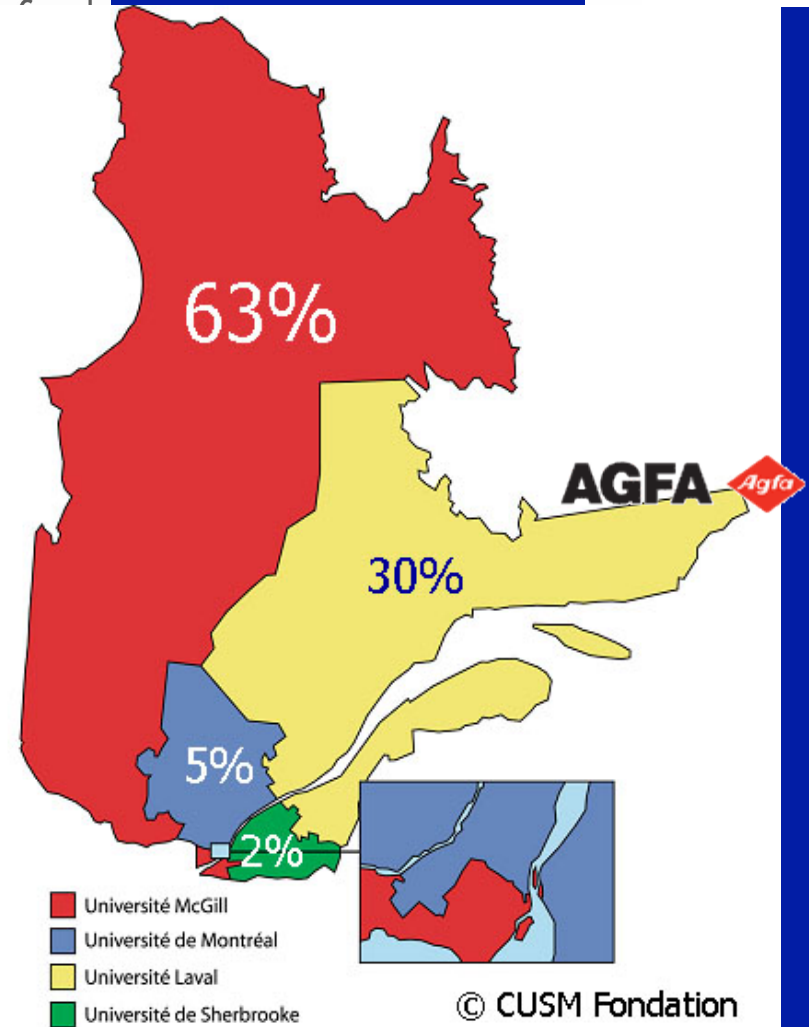 63%
AGFA Agfa
30%
5%
2%
Université McGill
Université de Montréal
Université Laval
Université de Sherbrooke
© CUSM Fondation